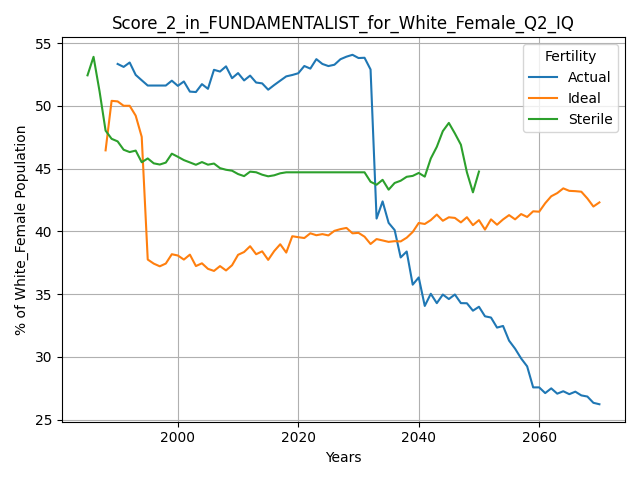 Score_2_in_FUNDAMENTALIST_for_White_Female_Q2_IQ
Fertility
Actual
Ideal
Sterile
% of White_Female Population
55
50
45
40
35
30
25
2000
2020
2040
2060
Years